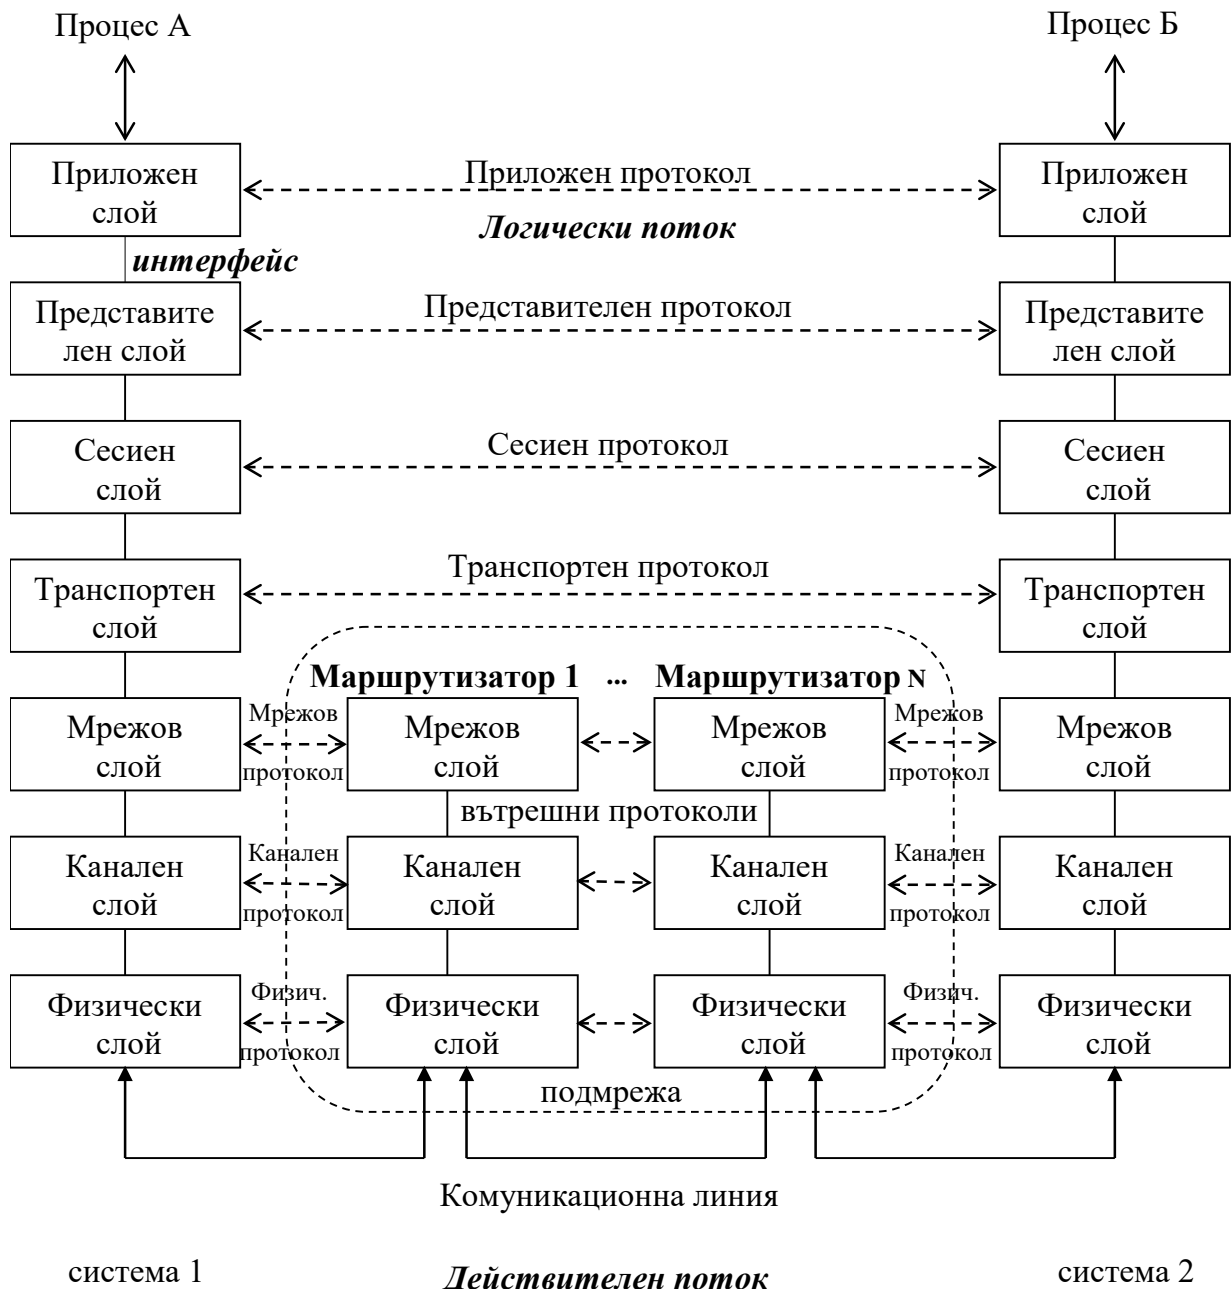 Процес А
Процес Б
Приложен
слой
Приложен протокол
Приложен
слой
Логически поток
интерфейс
Представите
лен слой
Представителен протокол
Представите
лен слой
Сесиен
слой
Сесиен протокол
Сесиен
слой
Транспортен
слой
Транспортен протокол
Транспортен
слой
Маршрутизатор 1 ... Маршрутизатор N
Мрежов
слой
Мрежов
протокол
Мрежов
слой
Мрежов
слой
Мрежов
протокол
Мрежов
слой
вътрешни протоколи
Канален
слой
Канален
протокол
Канален
слой
Канален
слой
Канален
протокол
Канален
слой
Физически
слой
Физич.
протокол
Физически
слой
Физически
слой
Физич.
протокол
Физически
слой
подмрежа
Комуникационна линия
система 1
Действителен поток
система 2